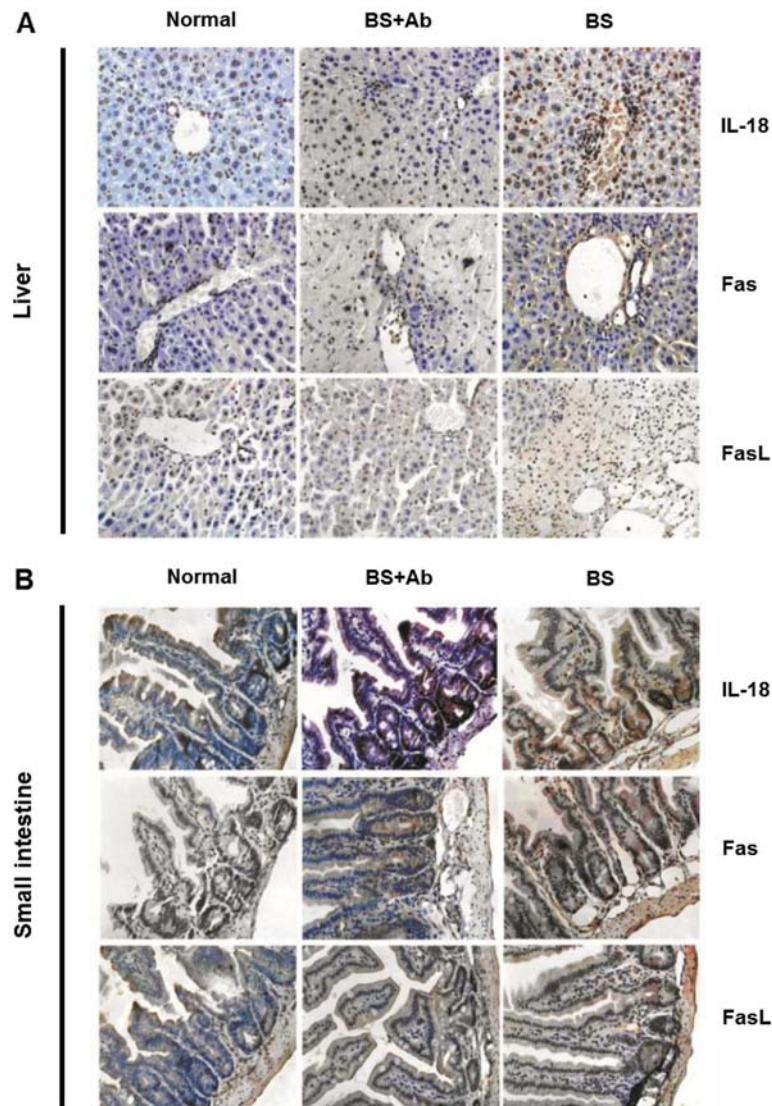 A
Normal
BS+Ab
BS
Liver
IL-18
Fas
FasL
B
Normal
BS+Ab
BS
Small intestine
IL-18
Fas
FasL